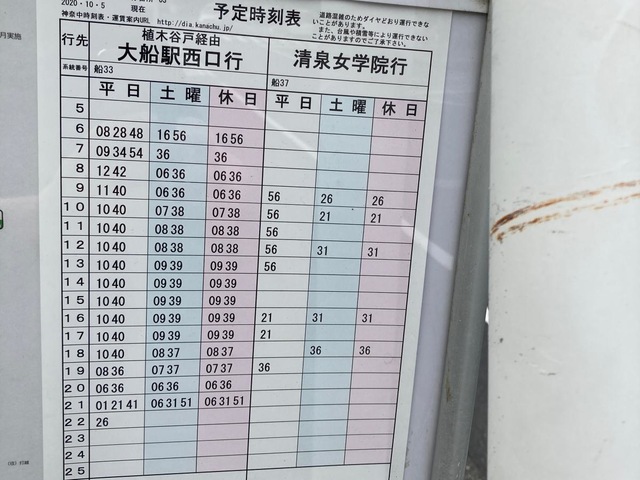 2020・10・5
現在
神奈中時刻表・運賃案内URL http://dia.kanachu.jp/
予定時刻表
道路混雑のためダイヤどおり運行できな
いことがあります。
また、台風や積雪等により運行できない
ことがありますのでご了承下さい。
月実施
行先
植木谷戸経由
大船駅西口行
清泉女学院行
系統番号 船33 船37
平日 土曜 休日 平日 土曜 休日
5
6 08 28 48 16 56 16 56
7 09 34 54 36 36
8 12 42 06 36 06 36
9 11 40 06 36 06 36 56 26 26
10 10 40 07 38 07 38 56 21 21
11 10 40 08 38 08 38 56
12 10 40 08 38 08 38 56 31 31
13 10 40 09 39 09 39 56
14 10 40 09 39 09 39
15 10 40 09 39 09 39
16 10 40 09 39 09 39 21 31 31
17 10 40 09 39 09 39 21
18 10 40 08 37 08 37 36 36
19 08 36 07 37 07 37 36
20 06 36 06 36 06 36
21 01 21 41 06 31 51 06 31 51
22 26
23
24
25